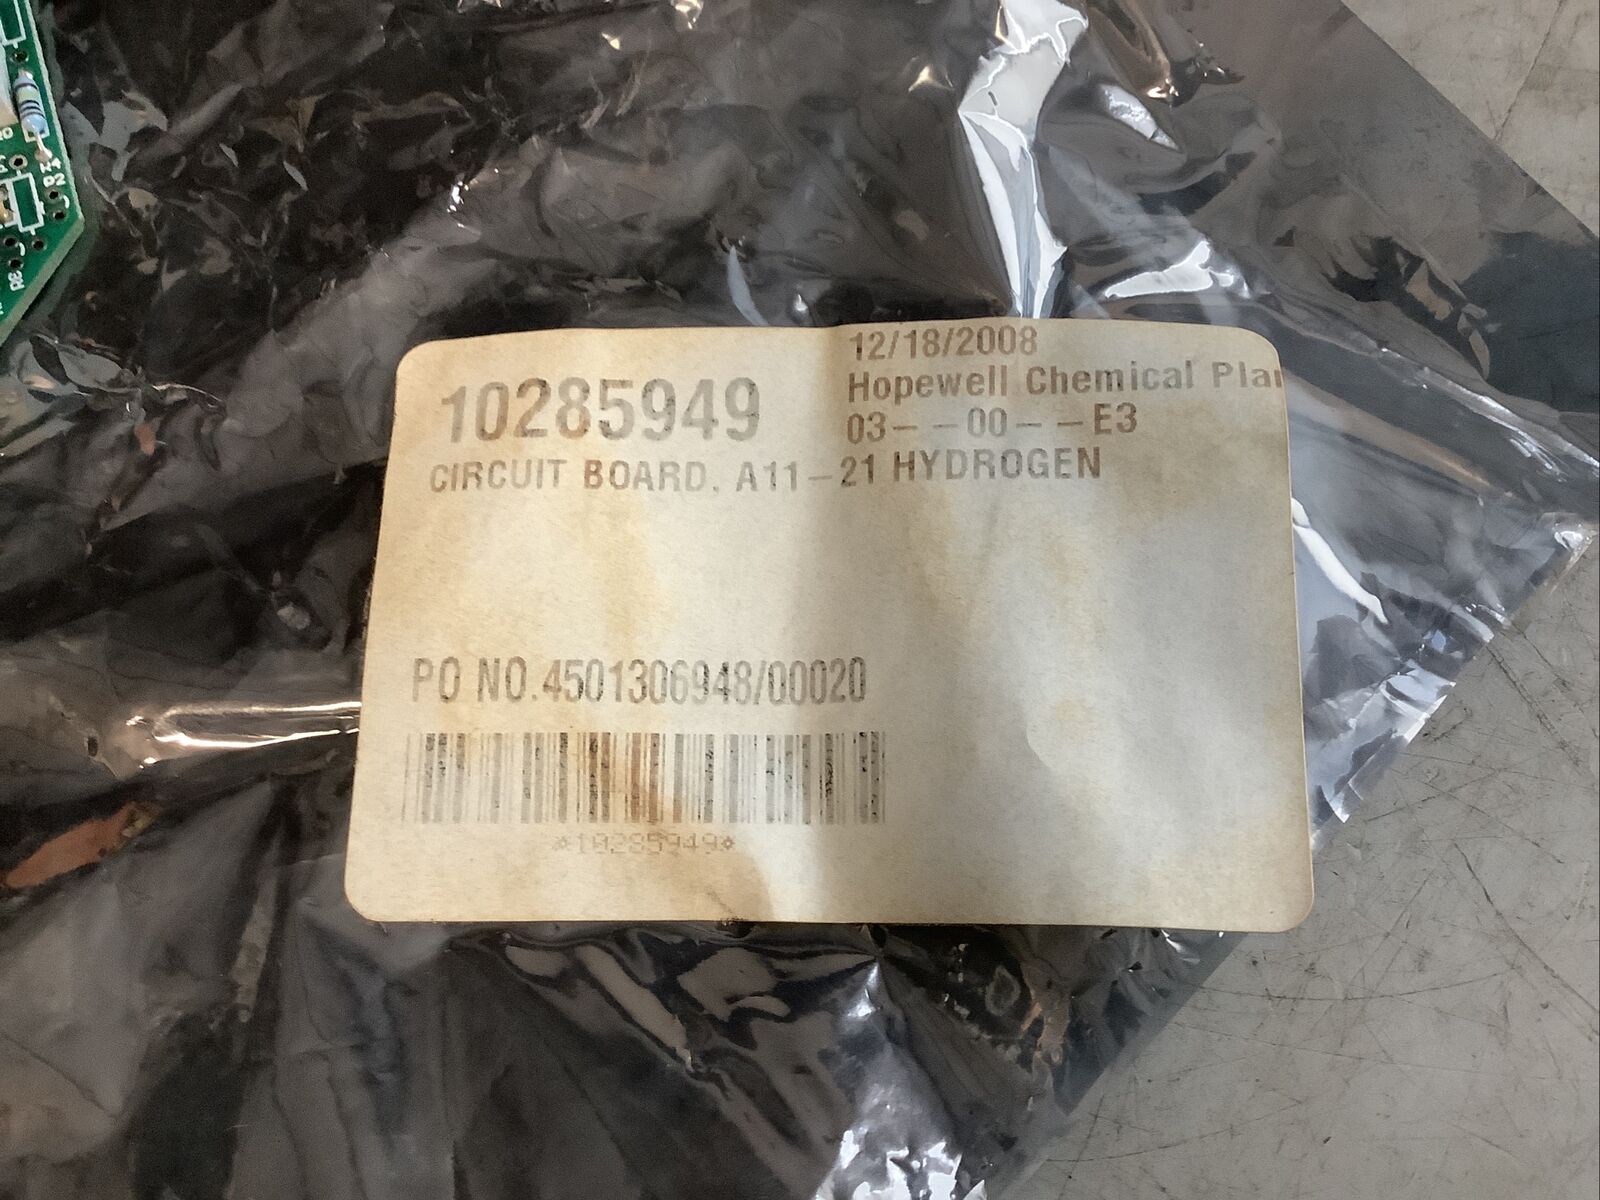 12/18/2008
10285949
Hopewell Chemical Pla
03- -00- -E3
CIRCUIT BOARD, A11-21 HYDROGEN
PO NO.4501306948/00020
*10285949*